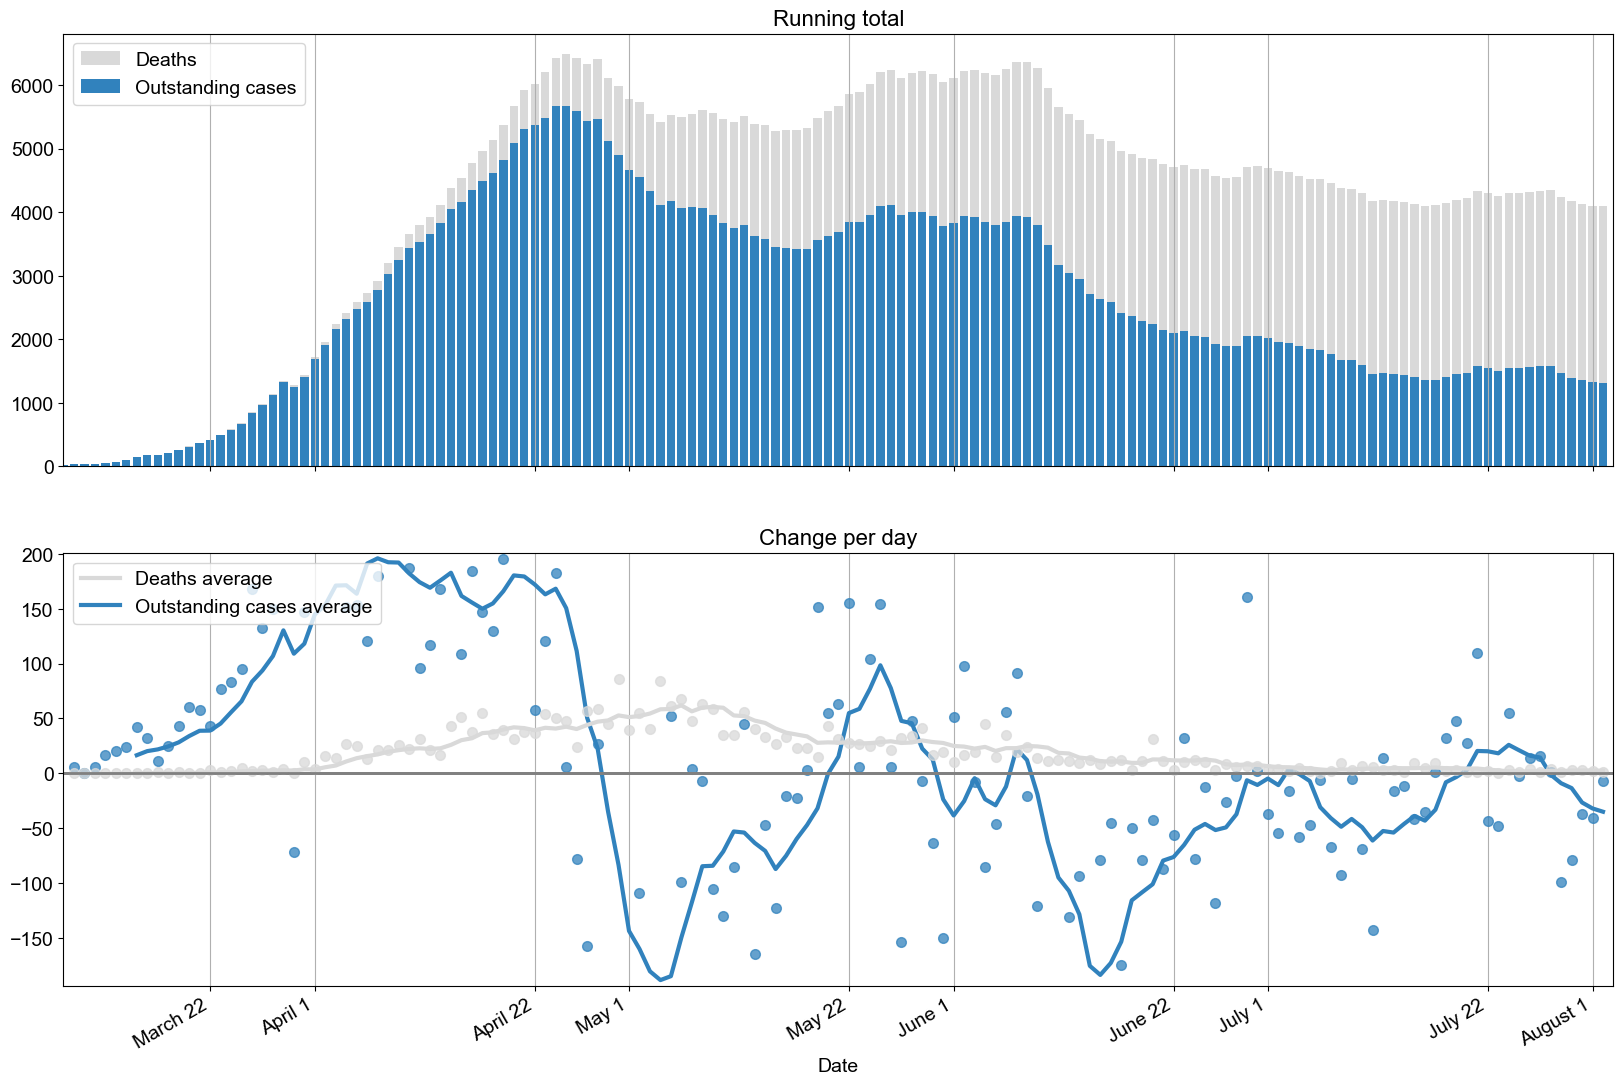 Running total
Deaths
Outstanding cases
6000
5000
4000
3000
2000
1000
0
Change per day
Deaths average
Outstanding cases average
200
150
100
50
0
−50
−100
−150
March 22
April 1
April 22
May 1
May 22
June 1
June 22
July 1
July 22
August 1
Date